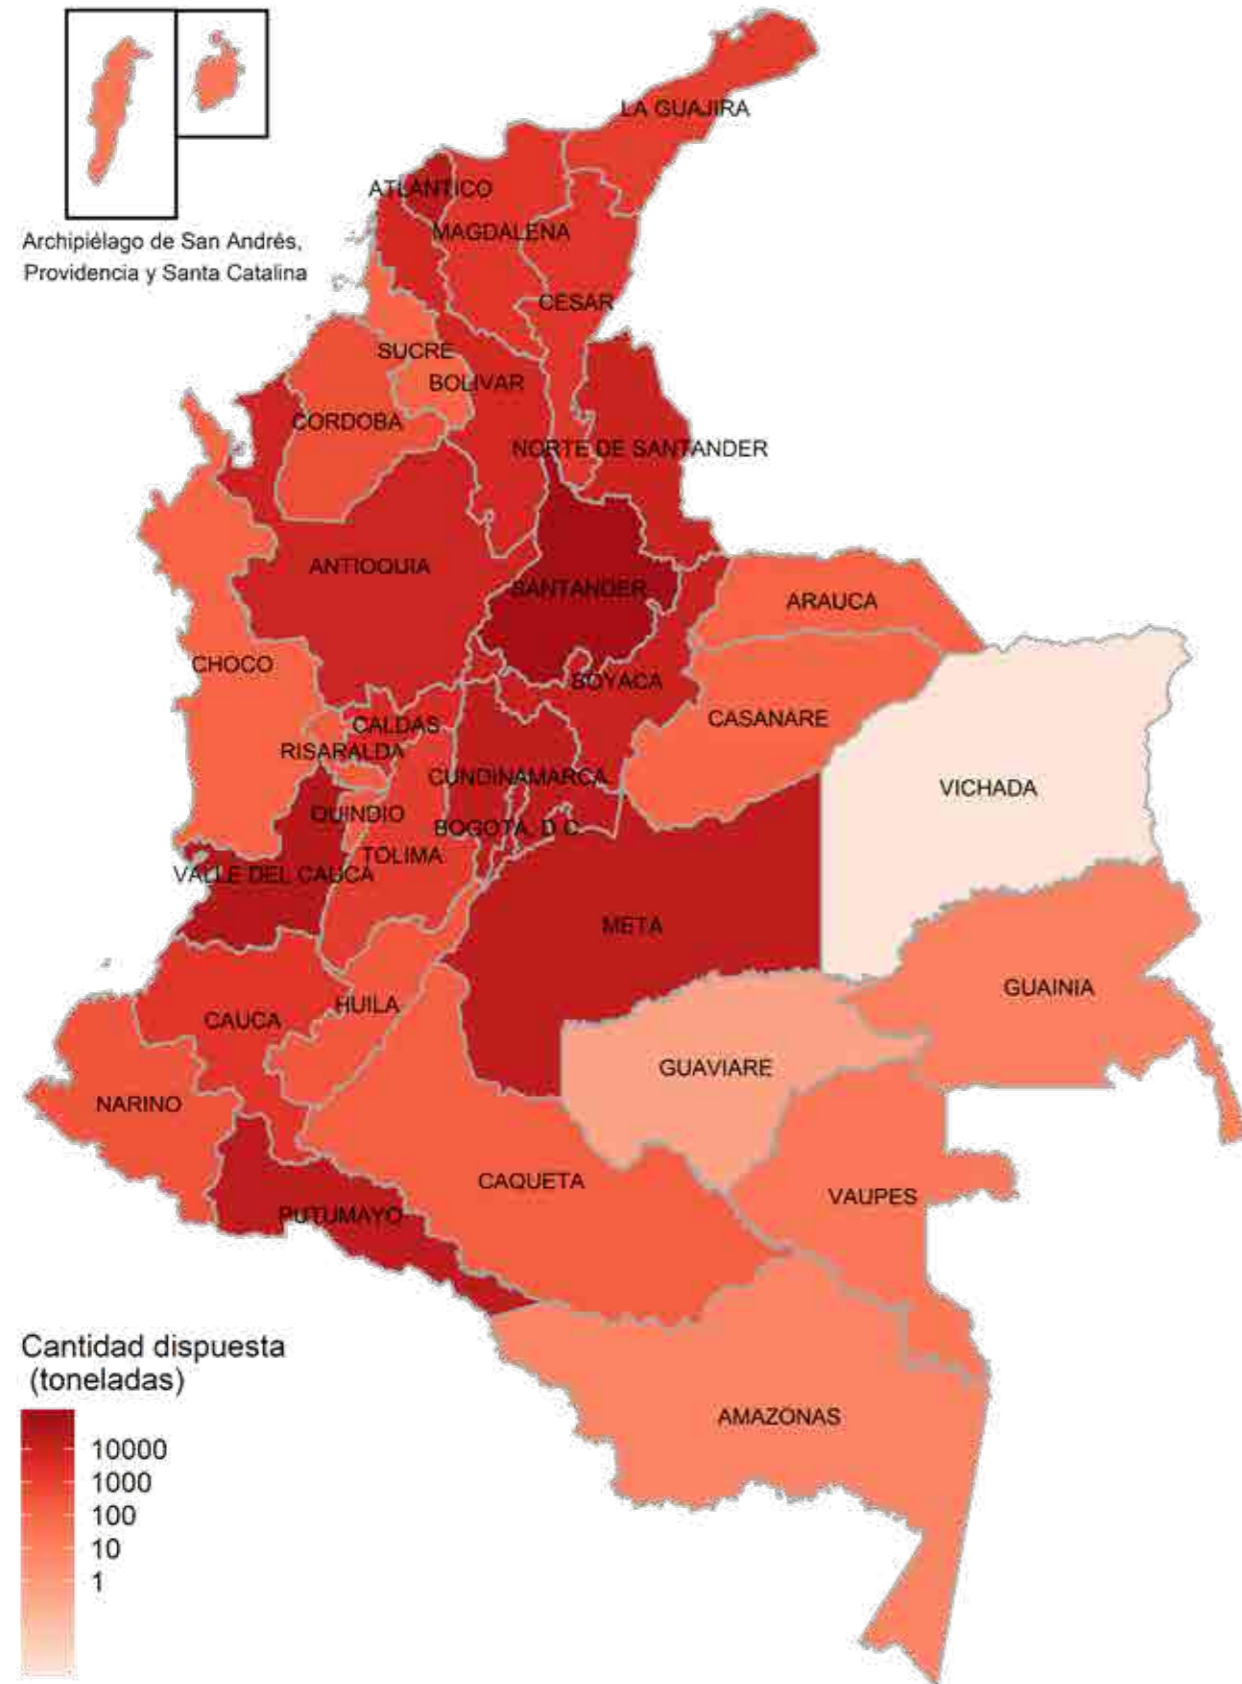 LA GUAJIRA
ATLANTICO
MAGDALENA
Archipiélago de San Andrés,
Providencia y Santa Catalina
CESAR
SUCRE
BOLIVAR
CORDOBA
NORTE DE SANTANDER
ANTIOQUIA
SANTANDER
ARAUCA
CHOCO
BOYACA
CASANARE
CALDAS
RISARALDA
CUNDINAMARCA
VICHADA
QUINDIO
BOGOTA, D.C.
TOLIMA
VALLE DEL CAUCA
META
GUAINIA
HUILA
CAUCA
GUAVIARE
NARINO
CAQUETA
VAUPES
PUTUMAYO
Cantidad dispuesta
(toneladas)
AMAZONAS
10000
1000
100
10
1